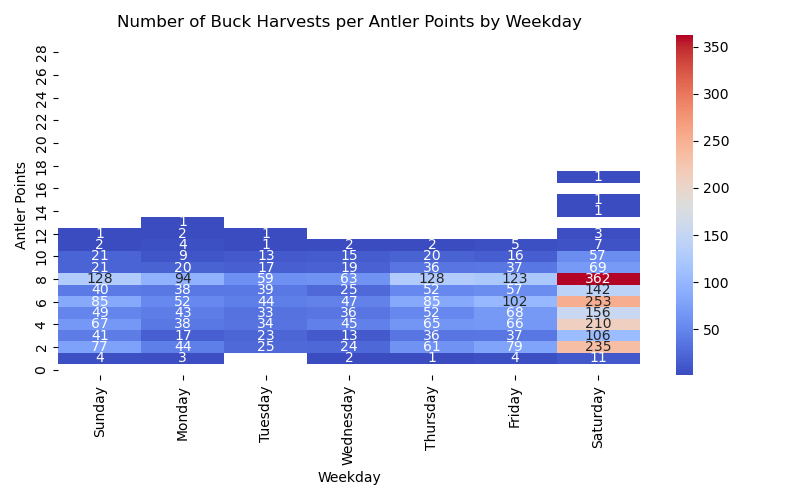 Number of Buck Harvests per Antler Points by Weekday
28
26
24
22
20
18
1
16
1
14 1
1
12 1 2 1 3
2 4 1 2 2 5 7
10 21 9 13 15 20 16 57
21 20 17 19 36 37 69
8 128 94 59 63 128 123 362
40 38 39 25 52 57 142
6 85 52 44 47 85 102 253
49 43 33 36 52 68 156
4 67 38 34 45 65 66 210
41 17 23 13 36 37 106
2 77 44 25 24 61 79 235
4 3 2 1 4 11
0
Antler Points
Sunday
Monday
Tuesday
Wednesday
Thursday
Friday
Saturday
Weekday
350
300
250
200
150
100
50